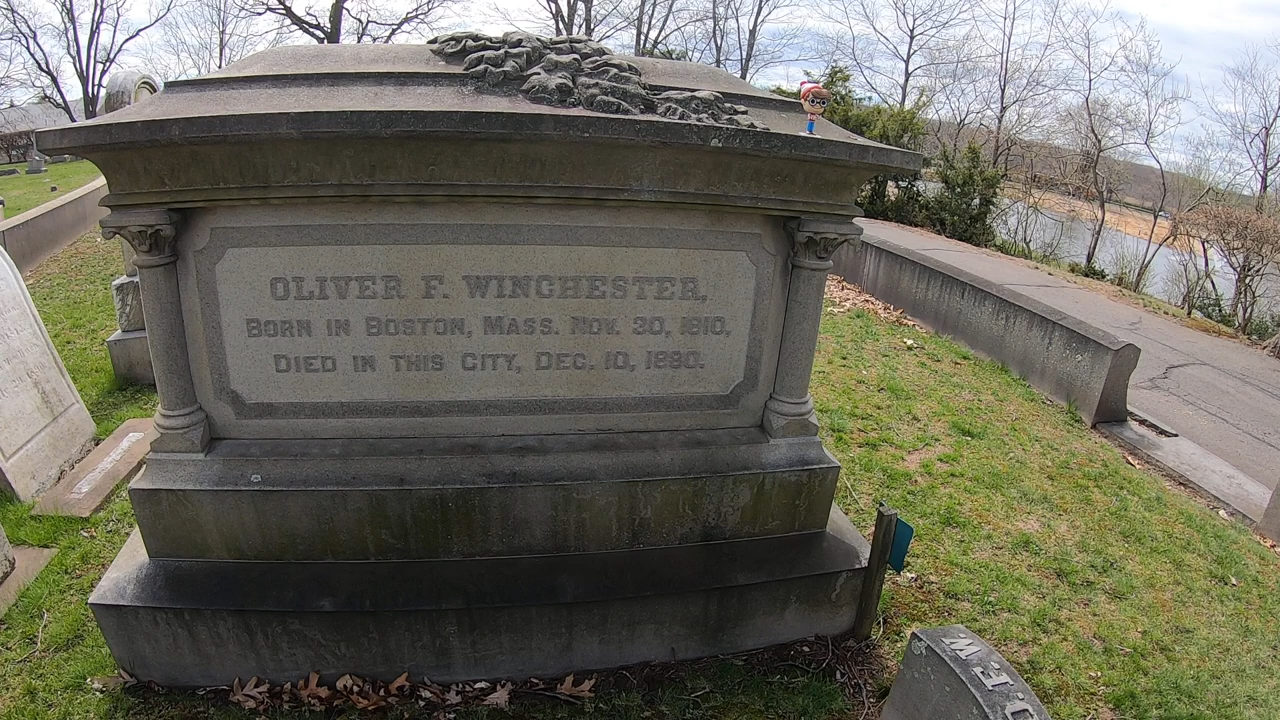 OLIVER F. WINCHESTER,
BORN IN BOSTON, MASS. NOV. 30, 1810,
DIED IN THIS CITY, DEC. 10, 1880.
W.F.D